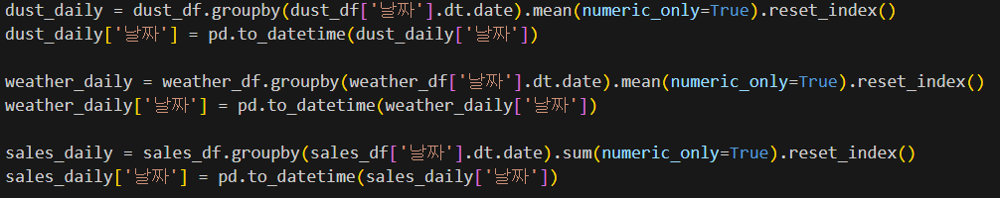 dust_daily = dust_df.groupby(dust_df['날짜'].dt.date).mean(numeric_only=True).reset_index()
dust_daily['날짜'] = pd.to_datetime(dust_daily['날짜'])
weather_daily = weather_df.groupby(weather_df['날짜'].dt.date).mean(numeric_only=True).reset_index()
weather_daily['날짜'] = pd.to_datetime(weather_daily['날짜'])
sales_daily = sales_df.groupby(sales_df['날짜'].dt.date).sum(numeric_only=True).reset_index()
sales_daily['날짜'] = pd.to_datetime(sales_daily['날짜'])